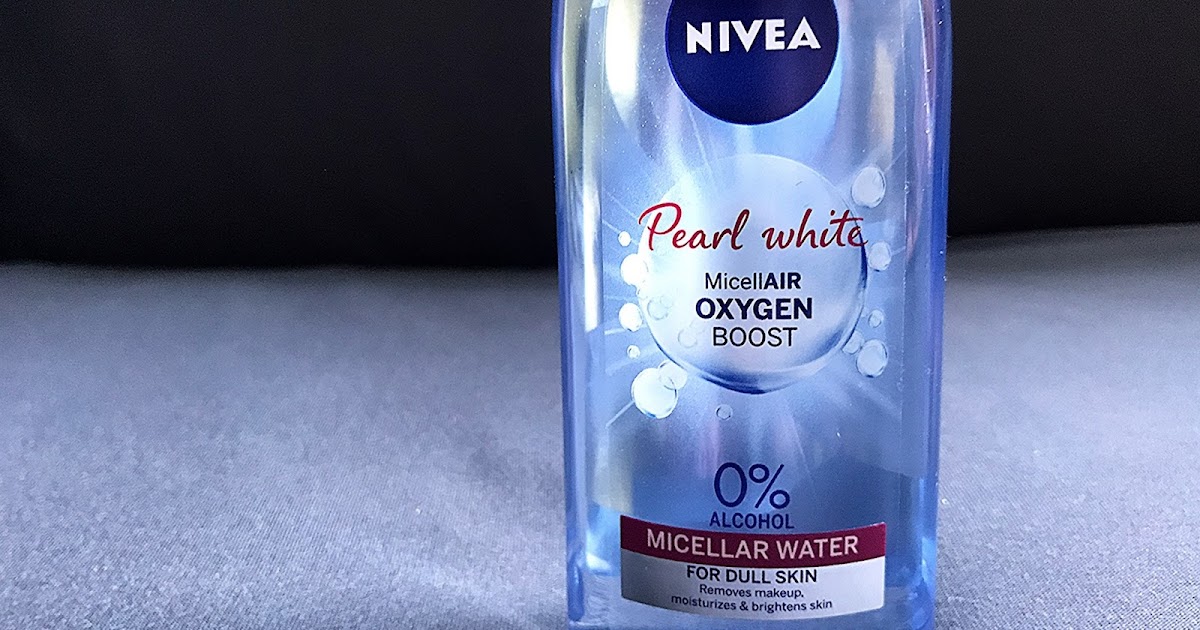 NIVEA
Pearl white
MicellAIR
OXYGEN
BOOST
0%
ALCOHOL
MICELLAR WATER
FOR DULL SKIN
Removes makeup,
moisturizes & brightens skin